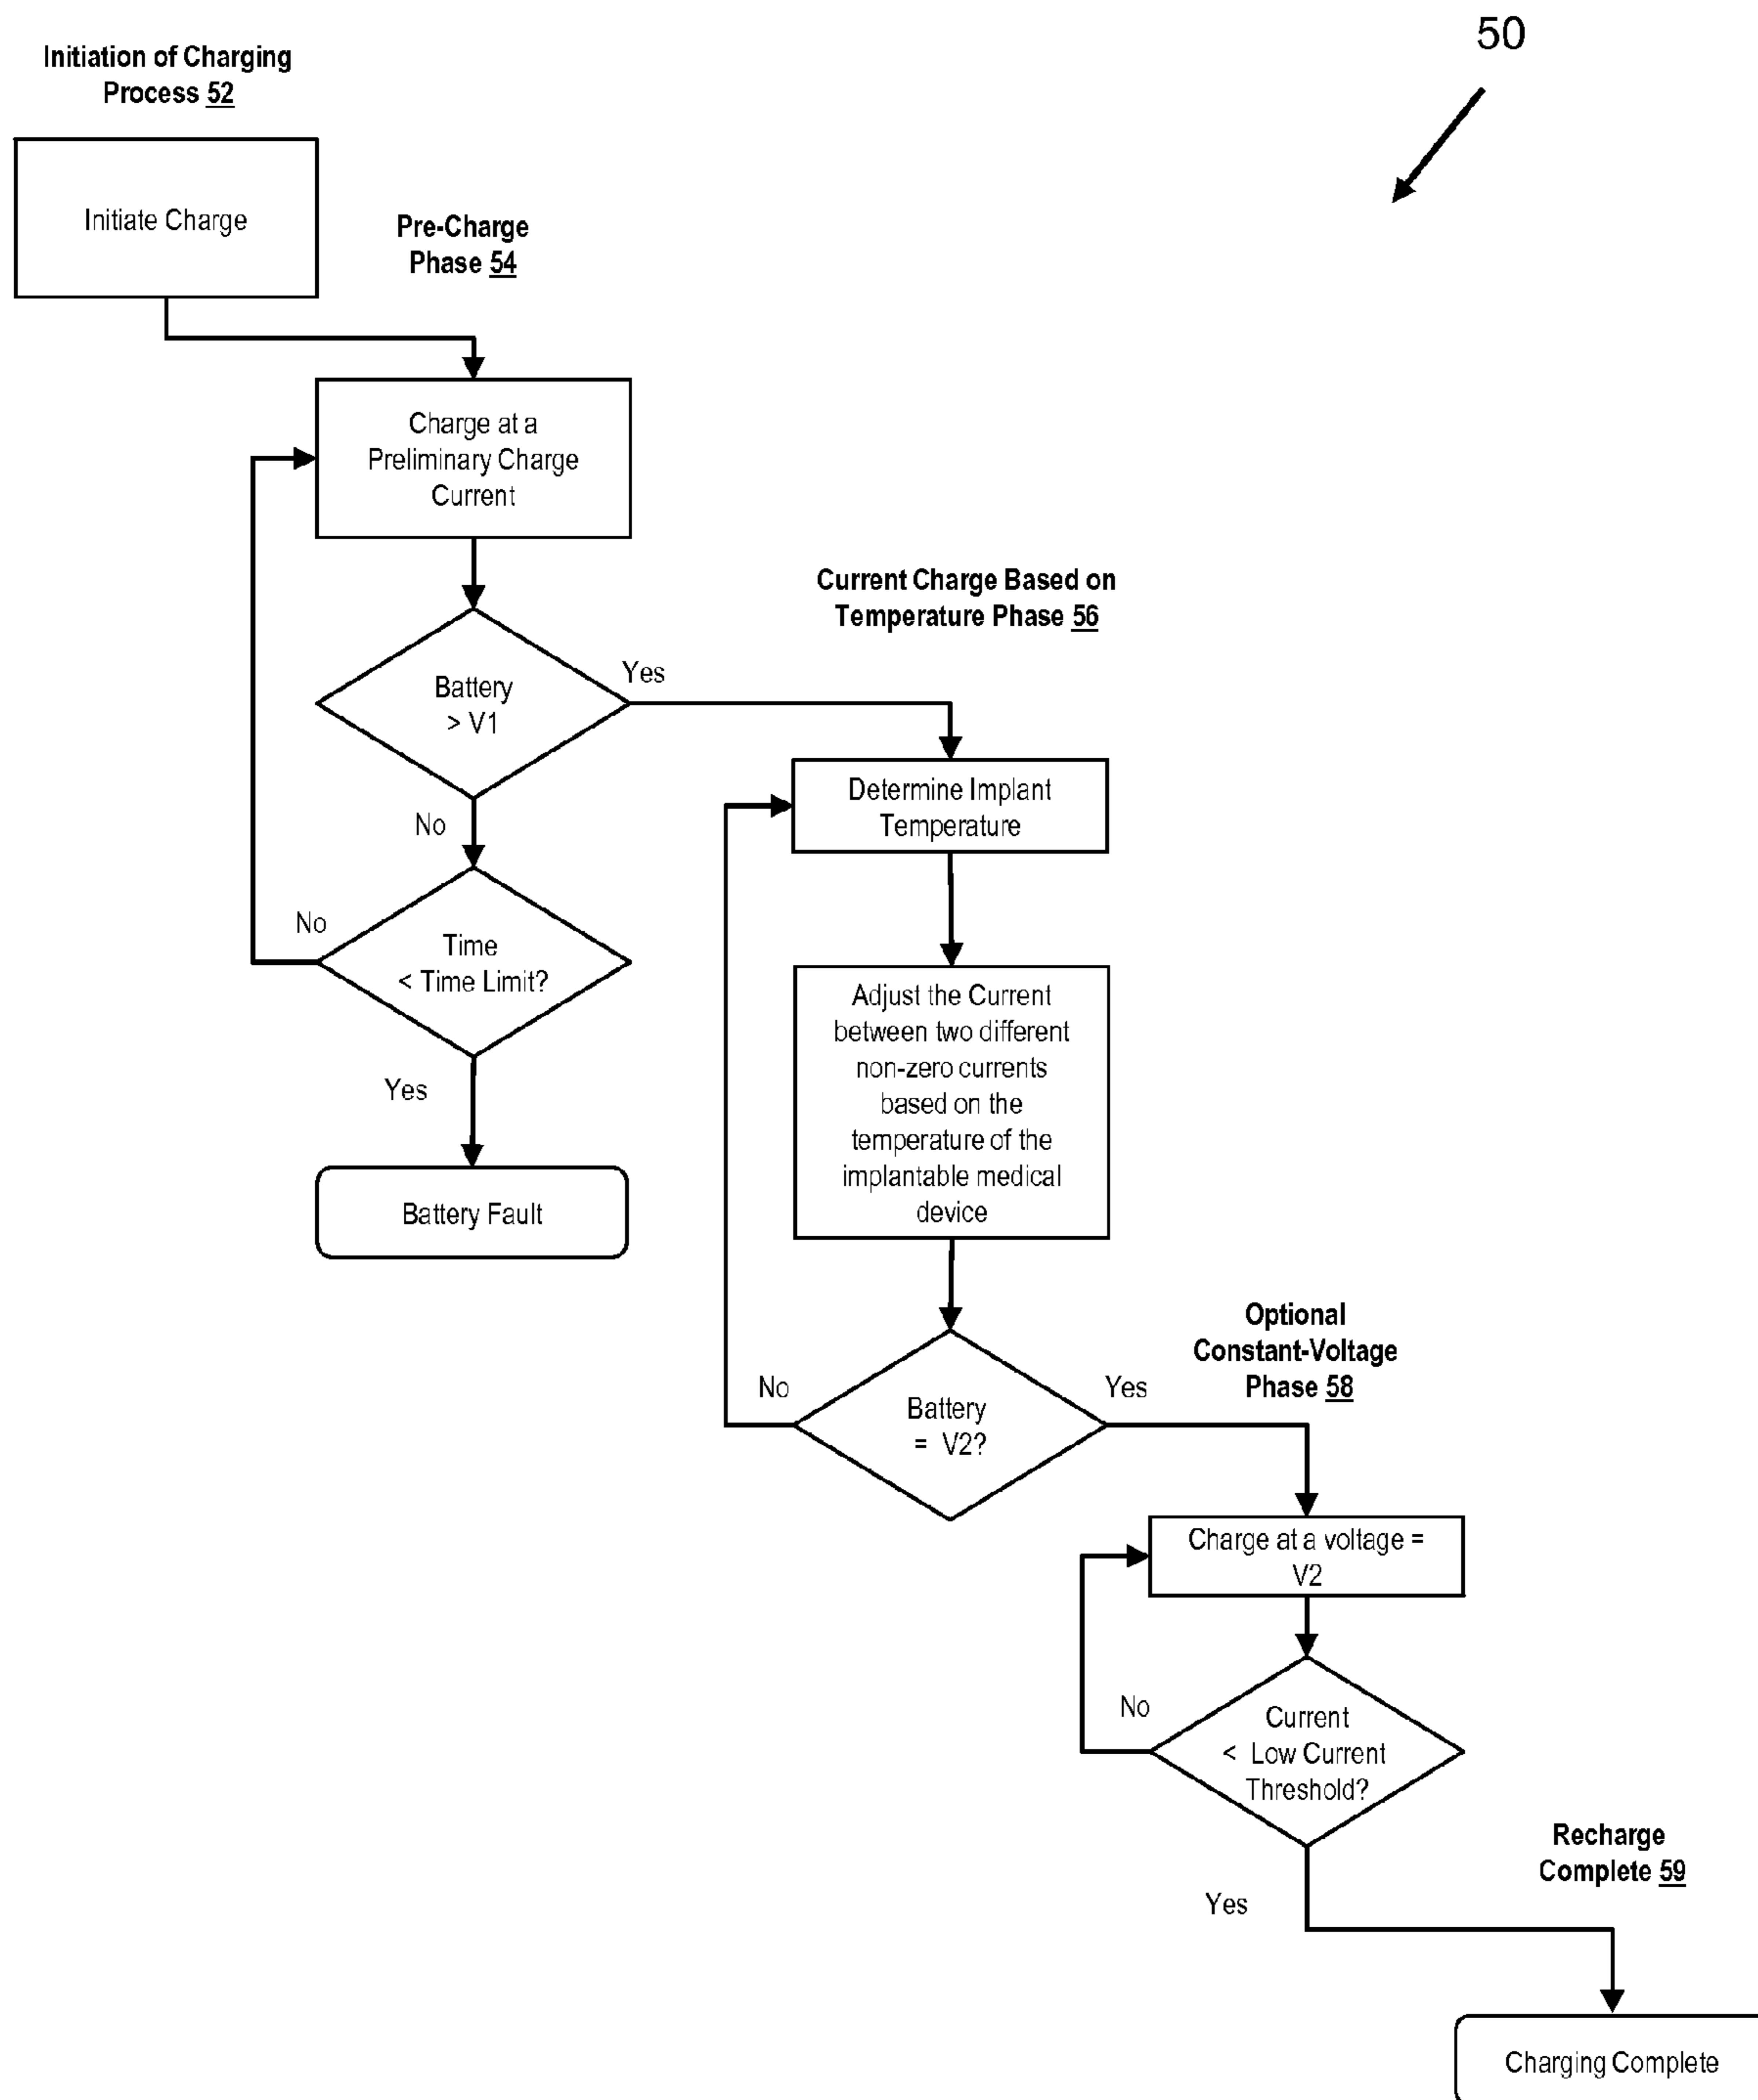 50
Initiation of Charging
Process 52
Initiate Charge
Pre-Charge
Phase 54
Charge at a
Preliminary Charge
Current
Current Charge Based on
Temperature Phase 56
Battery
> V1
Yes
No
Determine Implant
Temperature
Time
< Time Limit?
No
Yes
Adjust the Current
between two different
non-zero currents
based on the
temperature of the
implantable medical
device
Battery Fault
Optional
Constant-Voltage
Phase 58
Battery
= V2?
No
Yes
Charge at a voltage =
V2
Current
< Low Current
Threshold?
No
Yes
Recharge
Complete 59
Charging Complete